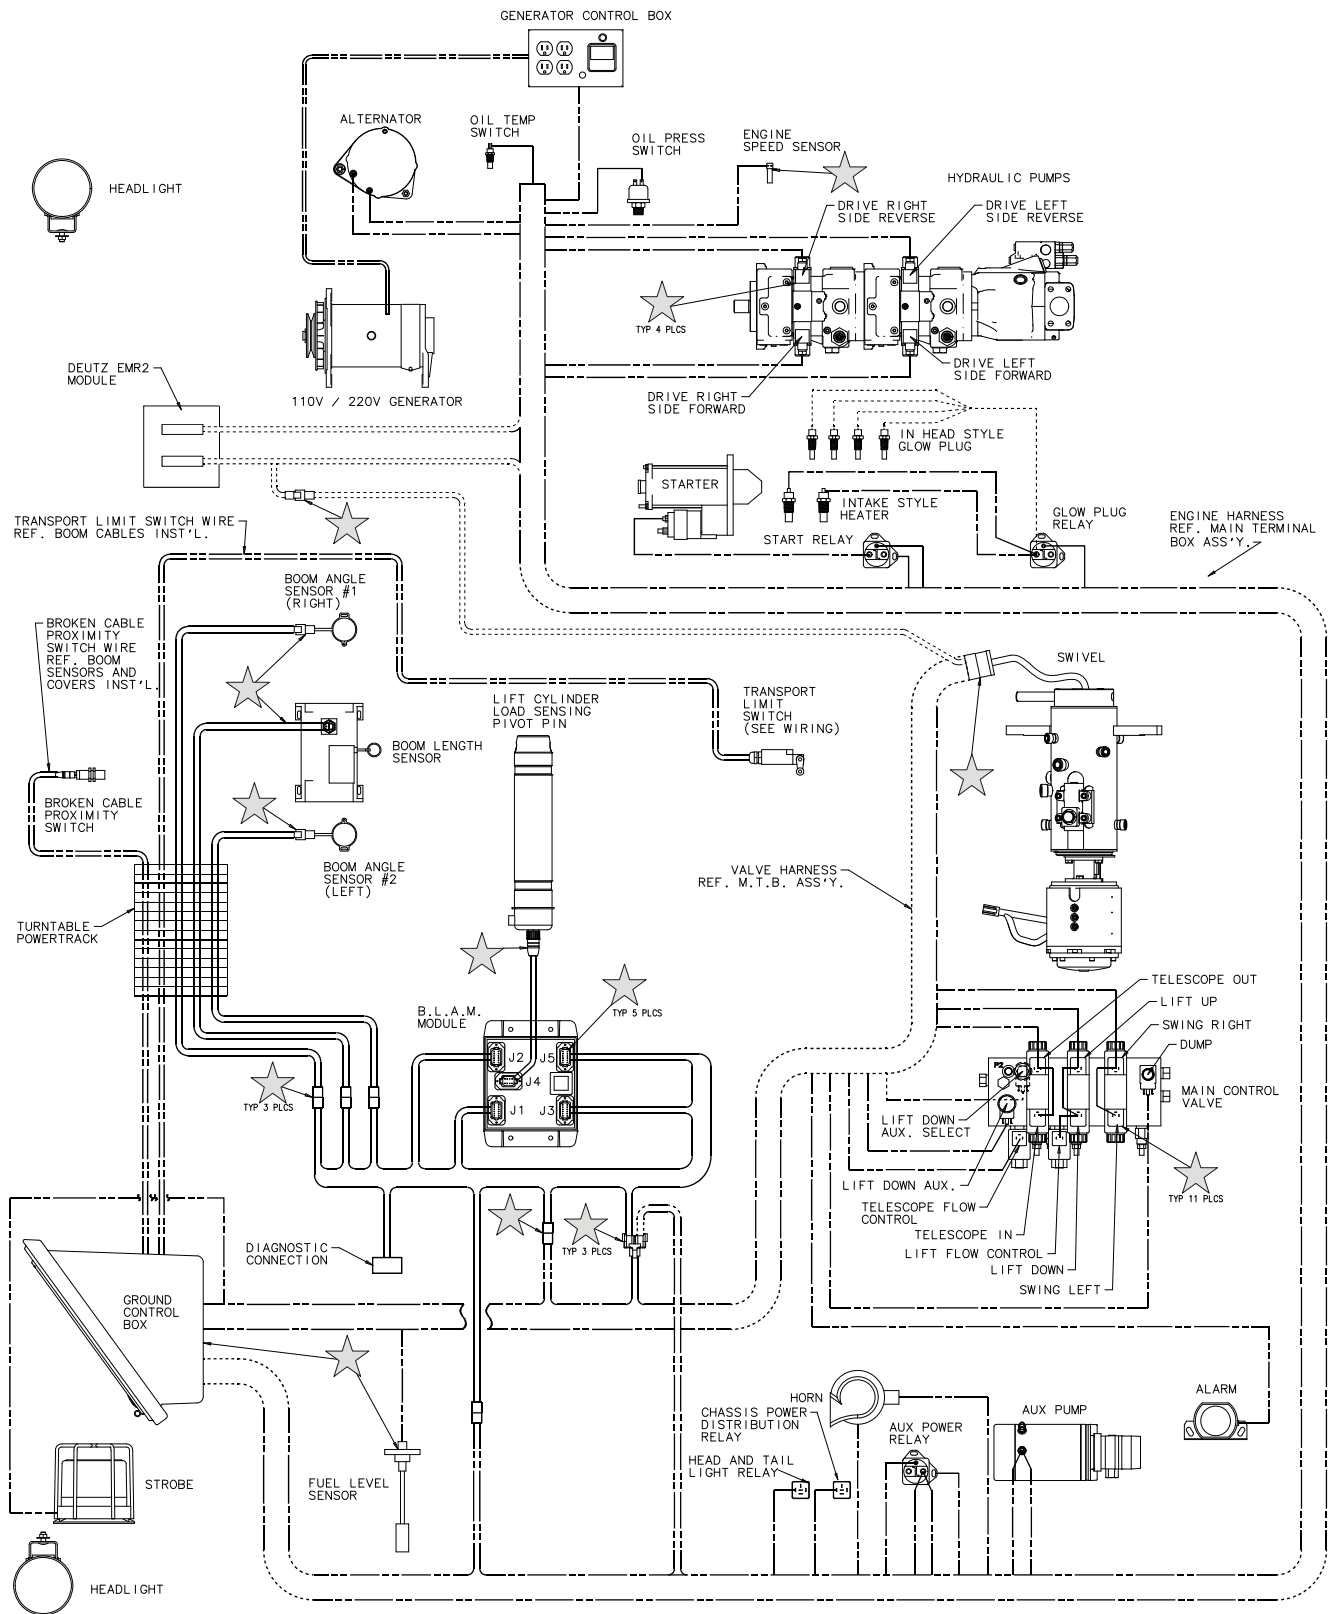 GENERATOR CONTROL BOX
ALTERNATOR
OIL TEMP
SWITCH
OIL PRESS
SWITCH
ENGINE
SPEED SENSOR
HEADLIGHT
HYDRAULIC PUMPS
DRIVE RIGHT
SIDE REVERSE
DRIVE LEFT
SIDE REVERSE
TYP 4 PLCS
DEUTZ EMR2
MODULE
110V / 220V GENERATOR
DRIVE LEFT
SIDE FORWARD
DRIVE RIGHT
SIDE FORWARD
IN HEAD STYLE
GLOW PLUG
STARTER
INTAKE STYLE
HEATER
START RELAY
GLOW PLUG
RELAY
ENGINE HARNESS
REF. MAIN TERMINAL
BOX ASS'Y.
TRANSPORT LIMIT SWITCH WIRE
REF. BOOM CABLES INST'L.
BOOM ANGLE
SENSOR #1
(RIGHT)
BROKEN CABLE
PROXIMITY
SWITCH WIRE
REF. BOOM
SENSORS AND
COVERS INST'L.
SWIVEL
LIFT CYLINDER
LOAD SENSING
PIVOT PIN
TRANSPORT
LIMIT
SWITCH
(SEE WIRING)
BOOM LENGTH
SENSOR
BROKEN CABLE
PROXIMITY
SWITCH
BOOM ANGLE
SENSOR #2
(LEFT)
VALVE HARNESS
REF. M.T.B. ASS'Y.
TURNTABLE
POWERTRACK
TELESCOPE OUT
LIFT UP
SWING RIGHT
DUMP
B.L.A.M.
MODULE
TYP 5 PLCS
J2
J5
J4
J1
J3
P2
MAIN CONTROL
VALVE
TYP 3 PLCS
LIFT DOWN
AUX. SELECT
LIFT DOWN AUX.
TYP 11 PLCS
TELESCOPE FLOW
CONTROL
TELESCOPE IN
LIFT FLOW CONTROL
LIFT DOWN
SWING LEFT
DIAGNOSTIC
CONNECTION
TYP 3 PLCS
GROUND
CONTROL
BOX
HORN
CHASSIS POWER
DISTRIBUTION
RELAY
AUX POWER
RELAY
AUX PUMP
ALARM
HEAD AND TAIL
LIGHT RELAY
STROBE
FUEL LEVEL
SENSOR
HEADLIGHT